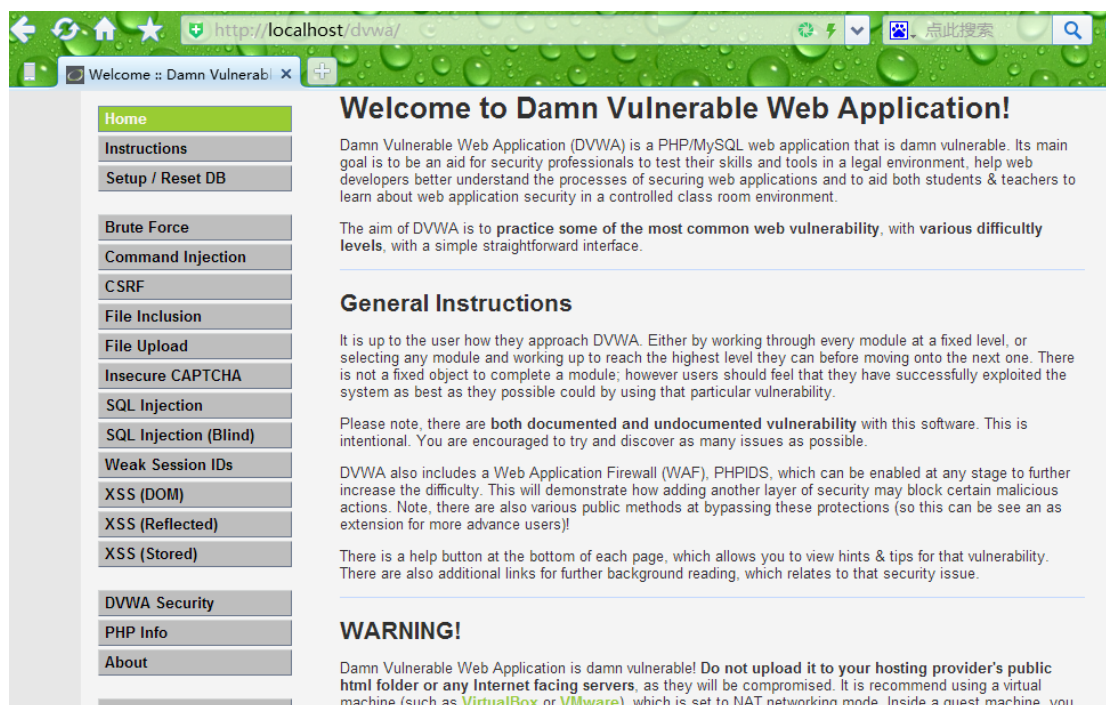 http://localhost/dvwa/
点此搜索
Welcome :: Damn Vulnerabl
Home
Instructions
Setup / Reset DB
Brute Force
Command Injection
CSRF
File Inclusion
File Upload
Insecure CAPTCHA
SQL Injection
SQL Injection (Blind)
Weak Session IDs
XSS (DOM)
XSS (Reflected)
XSS (Stored)
DVWA Security
PHP Info
About
Welcome to Damn Vulnerable Web Application!
Damn Vulnerable Web Application (DVWA) is a PHP/MySQL web application that is damn vulnerable. Its main
goal is to be an aid for security professionals to test their skills and tools in a legal environment, help web
developers better understand the processes of securing web applications and to aid both students & teachers to
learn about web application security in a controlled class room environment.
The aim of DVWA is to practice some of the most common web vulnerability, with various difficultly
levels, with a simple straightforward interface.
General Instructions
It is up to the user how they approach DVWA. Either by working through every module at a fixed level, or
selecting any module and working up to reach the highest level they can before moving onto the next one. There
is not a fixed object to complete a module; however users should feel that they have successfully exploited the
system as best as they possible could by using that particular vulnerability.
Please note, there are both documented and undocumented vulnerability with this software. This is
intentional. You are encouraged to try and discover as many issues as possible.
DVWA also includes a Web Application Firewall (WAF), PHPIDS, which can be enabled at any stage to further
increase the difficulty. This will demonstrate how adding another layer of security may block certain malicious
actions. Note, there are also various public methods at bypassing these protections (so this can be see an as
extension for more advance users)!
There is a help button at the bottom of each page, which allows you to view hints & tips for that vulnerability.
There are also additional links for further background reading, which relates to that security issue.
WARNING!
Damn Vulnerable Web Application is damn vulnerable! Do not upload it to your hosting provider's public
html folder or any Internet facing servers, as they will be compromised. It is recommend using a virtual
machine (such as VirtualBox or VMware), which is set to NAT networking mode. Inside a guest machine, you